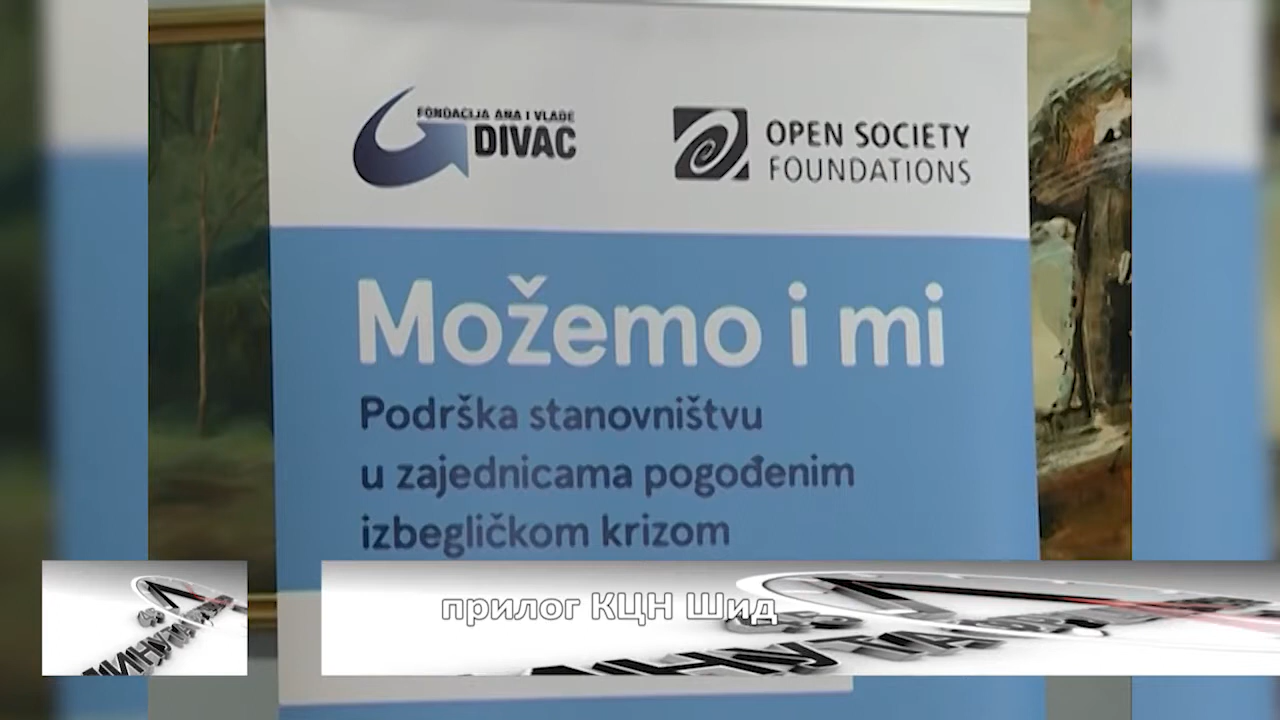 FONDACIJA ANA I VLADE
DIVAC
OPEN SOCIETY
FOUNDATIONS
Možemo i mi
Podrška stanovništvu
u zajednicama pogođenim
izbegličkom krizom
прилог КЦН Шид